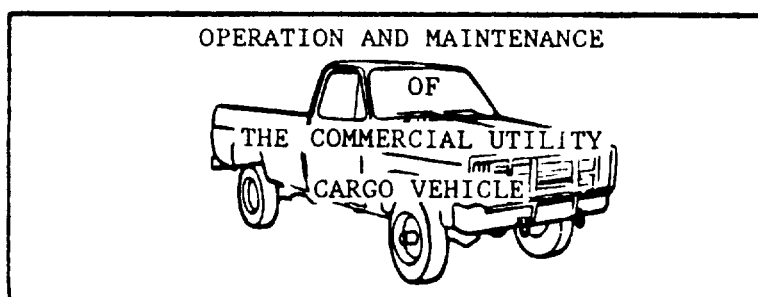 OPERATION AND MAINTENANCE
OF
THE COMMERCIAL UTILITY
CARGO VEHICLE